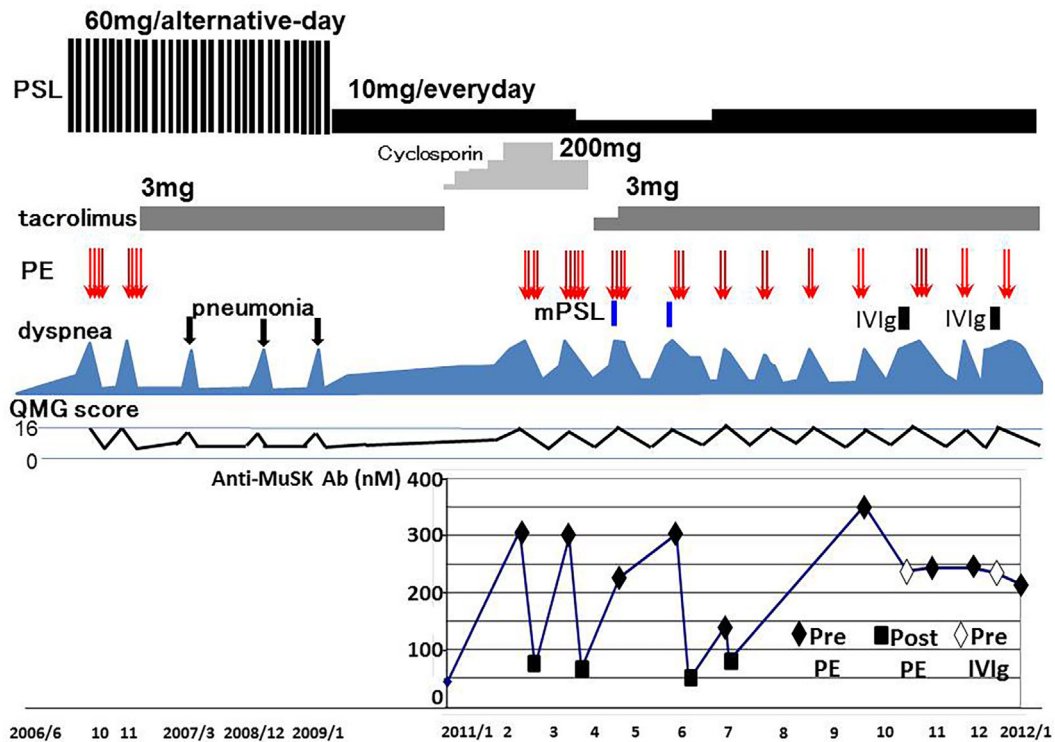 60mg/alternative-day
PSL
10mg/everyday
Cyclosporin
200mg
3mg
3mg
tacrolimus
PE
pneumonia
mPSL
IVIg
IVIg
dyspnea
QMG score
16
0
Anti-MuSK Ab (nM)
400
300
200
100
0
Pre PE
Post PE
Pre IVIg
2006/6 10 11 2007/3 2008/12 2009/1 2011/1 2 3 4 5 6 7 8 9 10 11 12 2012/1